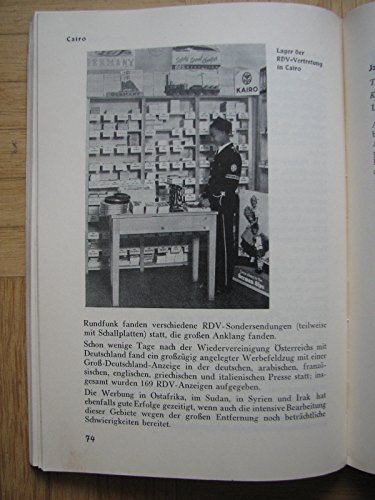 Cairo
Lager der
RDV-Vertretung
in Cairo
GERMANY
KAIRO
German Alps
Rundfunk fanden verschiedene RDV-Sondersendungen (teilweise
mit Schallplatten) statt, die großen Anklang fanden.
Schon wenige Tage nach der Wiedervereinigung Österreichs mit
Deutschland fand ein großzügig angelegter Werbefeldzug mit einer
Groß-Deutschland-Anzeige in der deutschen, arabischen, franzö-
sischen, englischen, griechischen und italienischen Presse statt; ins-
gesamt wurden 169 RDV-Anzeigen aufgegeben.
Die Werbung in Ostafrika, im Sudan, in Syrien und Irak hat
ebenfalls gute Erfolge gezeitigt, wenn auch die intensive Bearbeitung
dieser Gebiete wegen der großen Entfernung noch beträchtliche
Schwierigkeiten bereitet.
74